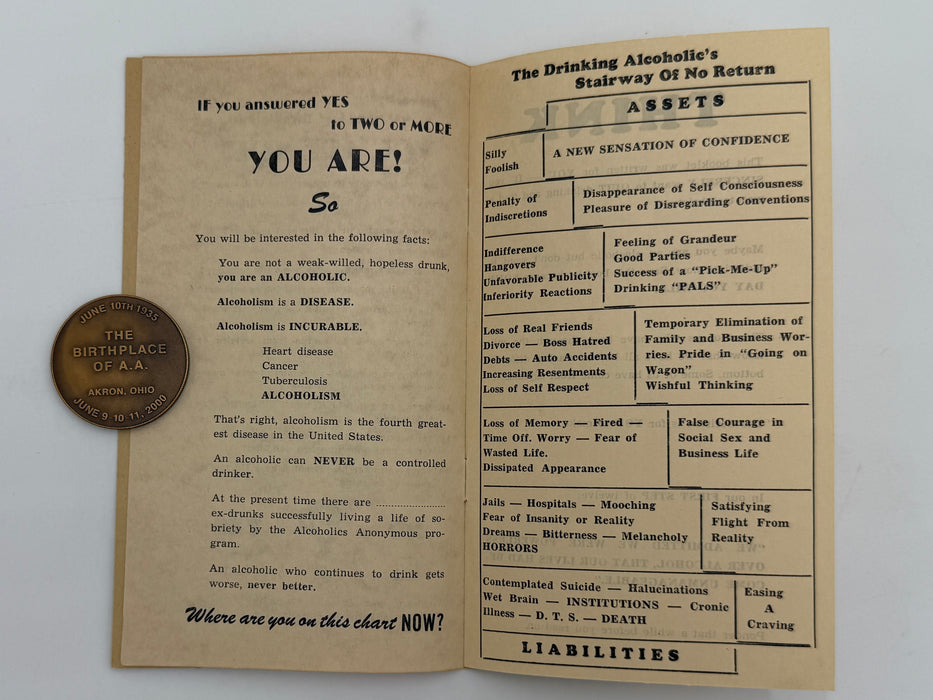 JUNE 10TH 1935
THE
BIRTHPLACE
OF A.A.
AKRON, OHIO
JUNE 9-10-11, 2000
IF you answered YES
to TWO or MORE
YOU ARE!
So
You will be interested in the following facts:
You are not a weak-willed, hopeless drunk,
you are an ALCOHOLIC.
Alcoholism is a DISEASE.
Alcoholism is INCURABLE.
Heart disease
Cancer
Tuberculosis
ALCOHOLISM
That's right, alcoholism is the fourth great-
est disease in the United States.
An alcoholic can NEVER be a controlled
drinker.
At the present time there are ......................
ex-drunks successfully living a life of so-
briety by the Alcoholics Anonymous pro-
gram.
An alcoholic who continues to drink gets
worse, never better.
Where are you on this chart NOW?
The Drinking Alcoholic's
Stairway Of No Return
ASSETS
Silly
Foolish
A NEW SENSATION OF CONFIDENCE
Penalty of
Indiscretions
Disappearance of Self Consciousness
Pleasure of Disregarding Conventions
Indifference
Hangovers
Unfavorable Publicity
Inferiority Reactions
Feeling of Grandeur
Good Parties
Success of a "Pick-Me-Up"
Drinking "PALS"
Loss of Real Friends
Divorce — Boss Hatred
Debts — Auto Accidents
Increasing Resentments
Loss of Self Respect
Temporary Elimination of
Family and Business Wor-
ries. Pride in "Going on
Wagon"
Wishful Thinking
Loss of Memory — Fired —
Time Off. Worry — Fear of
Wasted Life.
Dissipated Appearance
False Courage in
Social Sex and
Business Life
Jails — Hospitals — Mooching
Fear of Insanity or Reality
Dreams — Bitterness — Melancholy
HORRORS
Satisfying
Flight From
Reality
Contemplated Suicide — Halucinations
Wet Brain — INSTITUTIONS — Cronic
Illness — D. T. S. — DEATH
Easing
A
Craving
LIABILITIES